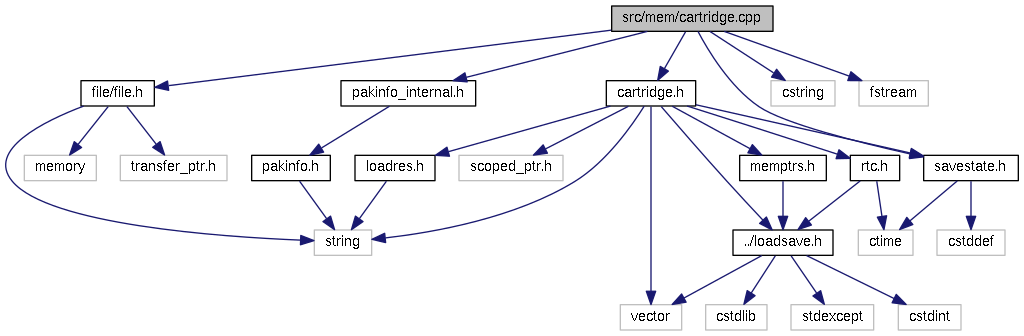 src/mem/cartridge.cpp
file/file.h
pakinfo_internal.h
cartridge.h
cstring
fstream
memory
transfer_ptr.h
pakinfo.h
loadres.h
scoped_ptr.h
memptrs.h
rtc.h
savestate.h
string
../loadsave.h
ctime
cstddef
vector
cstdlib
stdexcept
cstdint